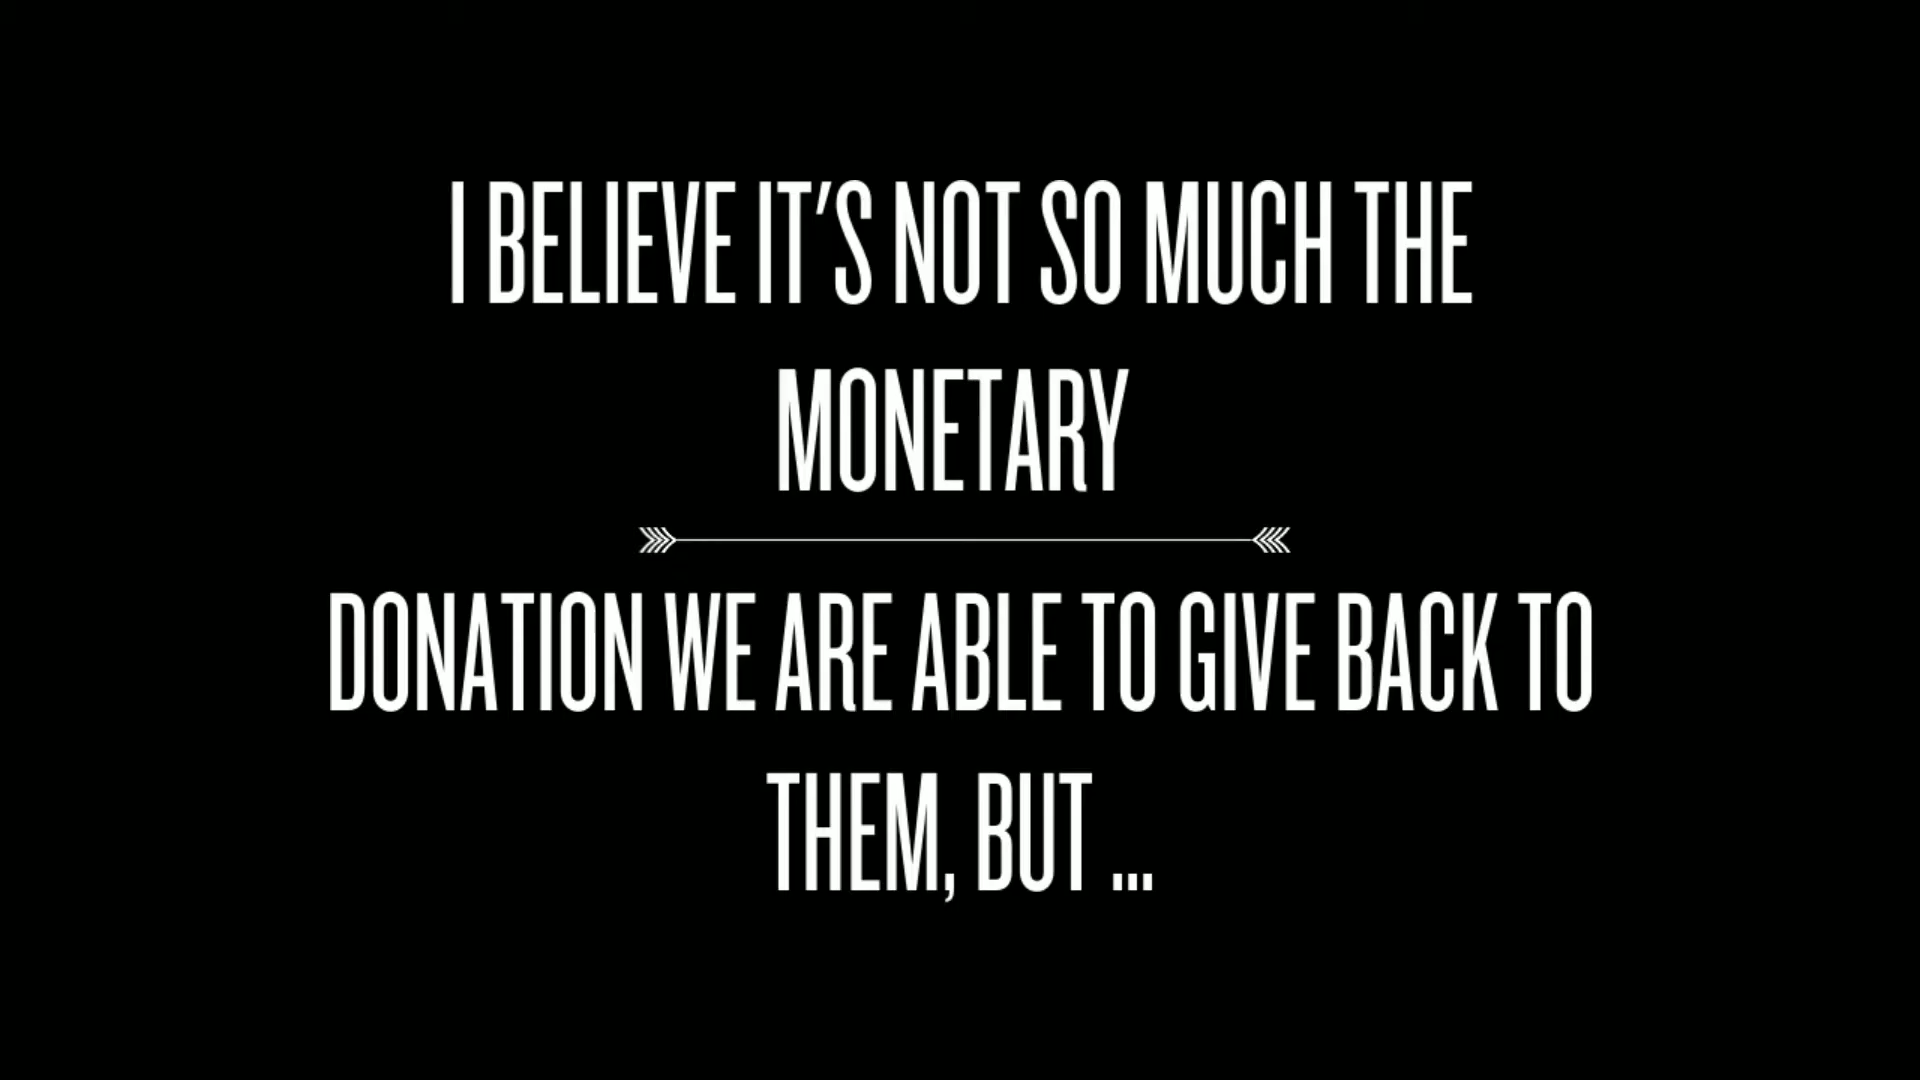 I BELIEVE IT'S NOT SO MUCH THE
MONETARY
DONATION WE ARE ABLE TO GIVE BACK TO
THEM, BUT ...